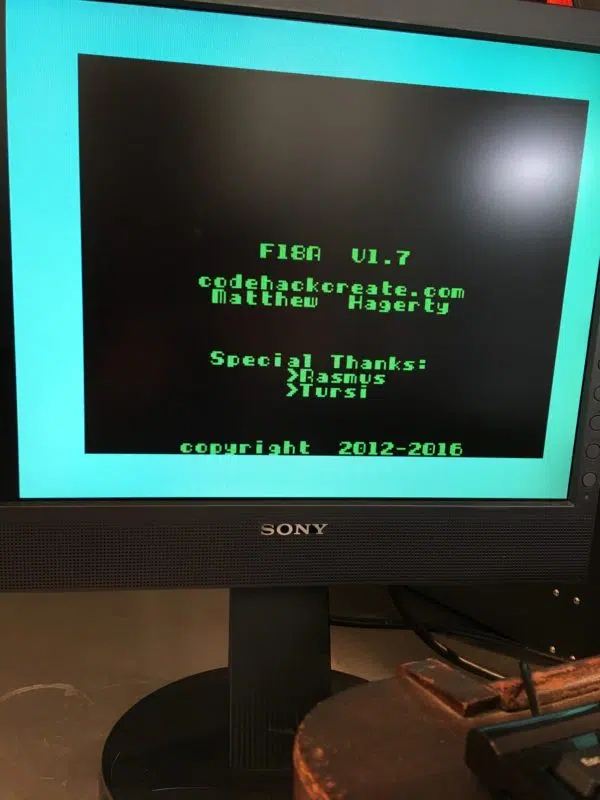 F18A V1.7
codehackcreate.com
Matthew Hagerty
Special Thanks:
>Rasmus
>Tursi
copyright 2012-2016
SONY